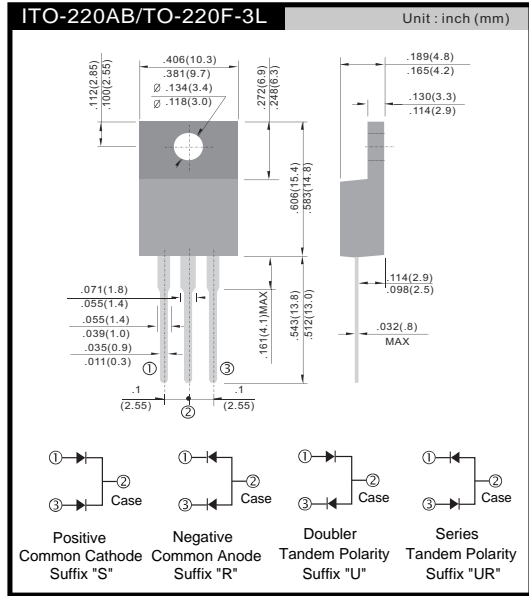 ITO-220AB/TO-220F-3L
Unit : inch (mm)
.112(2.85)
.100(2.55)
.406(10.3)
.381(9.7)
Ø .134(3.4)
Ø .118(3.0)
.272(6.9)
.248(6.3)
.189(4.8)
.165(4.2)
.130(3.3)
.114(2.9)
.606(15.4)
.583(14.8)
.071(1.8)
.055(1.4)
.055(1.4)
.039(1.0)
.035(0.9)
.011(0.3)
.161(4.1)MAX
.543(13.8)
.512(13.0)
.114(2.9)
.098(2.5)
.032(.8)
MAX
① ③
.1
(2.55)
②
.1
(2.55)
① ② ③ Case
① ② ③ Case
① ② ③ Case
① ② ③ Case
Positive
Common Cathode
Suffix "S"
Negative
Common Anode
Suffix "R"
Doubler
Tandem Polarity
Suffix "U"
Series
Tandem Polarity
Suffix "UR"